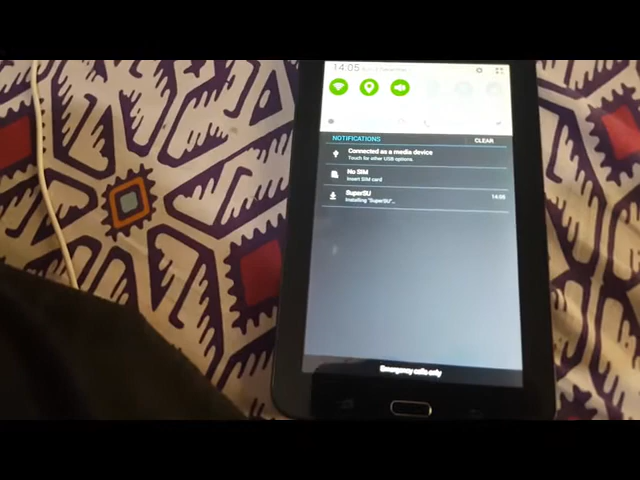 14:05
NOTIFICATIONS CLEAR
Connected as a media device
Touch for other USB options.
No SIM
Insert SIM card
SuperSU 14:05
Installing "SuperSU"...
Emergency calls only